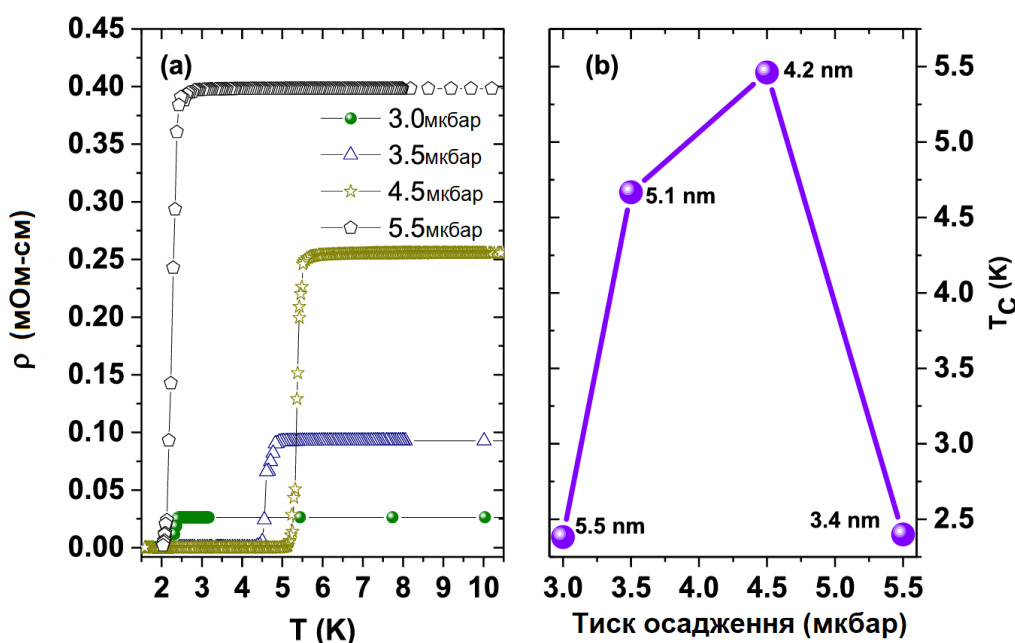 (a)
ρ (мОм-см)
0.45
0.40
0.35
0.30
0.25
0.20
0.15
0.10
0.05
0.00
3.0мкбар
3.5мкбар
4.5мкбар
5.5мкбар
2 3 4 5 6 7 8 9 10
T (K)
(b)
4.2 nm
5.1 nm
5.5 nm
3.4 nm
5.5
5.0
4.5
4.0
3.5
3.0
2.5
T_C (K)
3.0 3.5 4.0 4.5 5.0 5.5
Тиск осадження (мкбар)